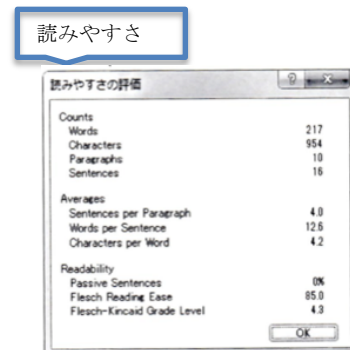 読みやすさ
読みやすさの評価
Counts
Words 217
Characters 954
Paragraphs 10
Sentences 16
Averages
Sentences per Paragraph 4.0
Words per Sentence 12.6
Characters per Word 4.2
Readability
Passive Sentences 0%
Flesch Reading Ease 85.0
Flesch-Kincaid Grade Level 4.3
OK